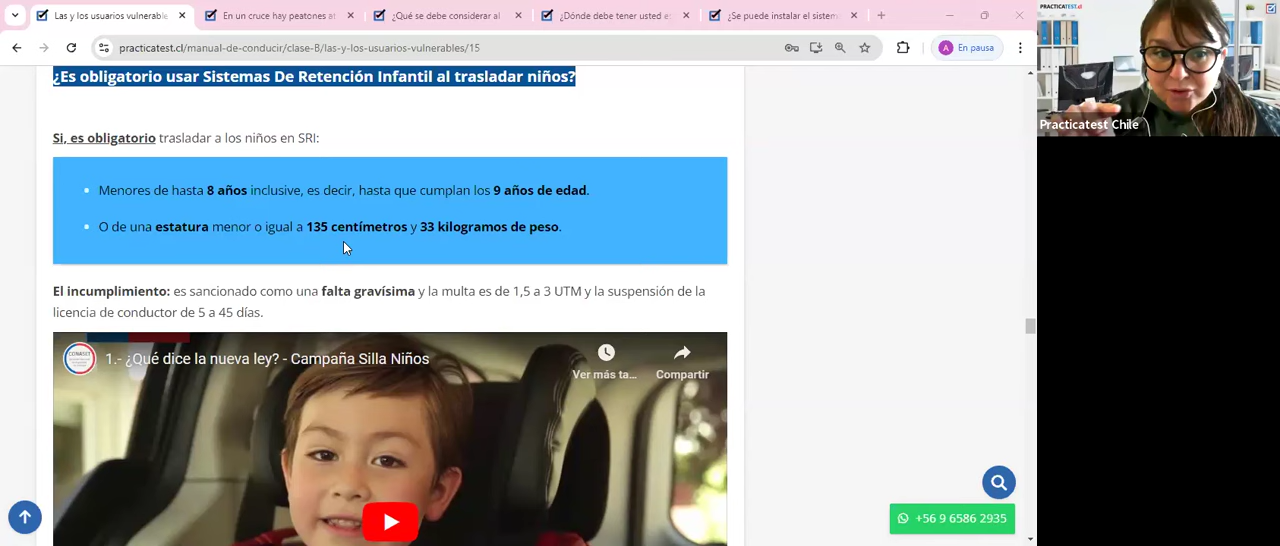 Las y los usuarios vulnerable
En un cruce hay peatones at
¿Qué se debe considerar al
¿Dónde debe tener usted e
¿Se puede instalar el sistem
practicatest.cl/manual-de-conducir/clase-B/las-y-los-usuarios-vulnerables/15
A En pausa
PRACTICATEST.cl
Practicatest Chile
¿Es obligatorio usar Sistemas De Retención Infantil al trasladar niños?
Si, es obligatorio trasladar a los niños en SRI:
Menores de hasta 8 años inclusive, es decir, hasta que cumplan los 9 años de edad.
O de una estatura menor o igual a 135 centímetros y 33 kilogramos de peso.
El incumplimiento: es sancionado como una falta gravísima y la multa es de 1,5 a 3 UTM y la suspensión de la
licencia de conductor de 5 a 45 días.
CONASET
1.- ¿Qué dice la nueva ley? - Campaña Silla Niños
Ver más ta...
Compartir
+56 9 6586 2935